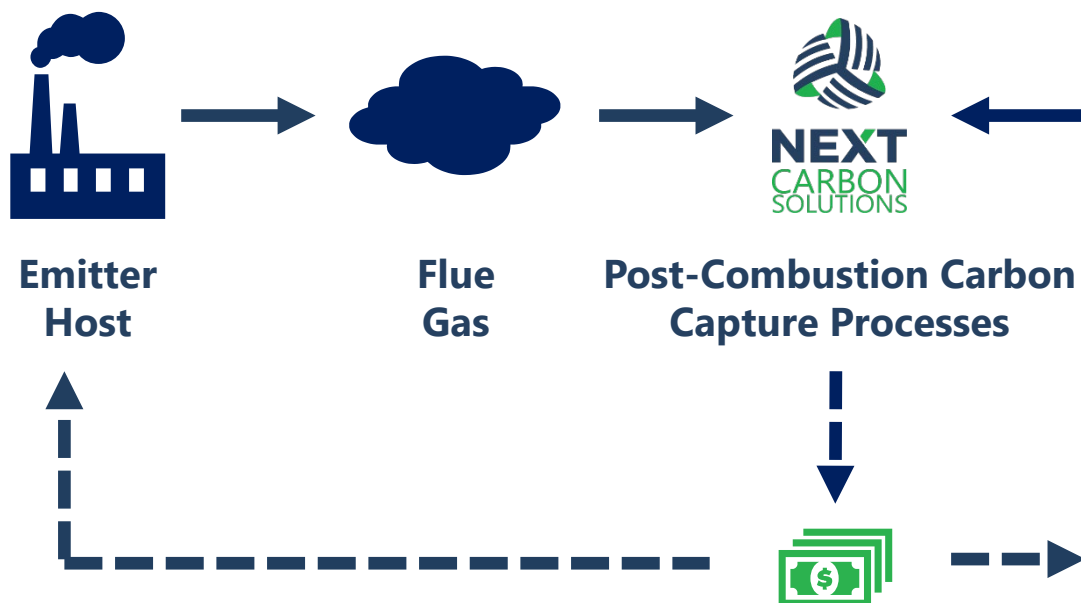 NEXT
CARBON
SOLUTIONS
Emitter
Host
Flue
Gas
Post-Combustion Carbon
Capture Processes
$